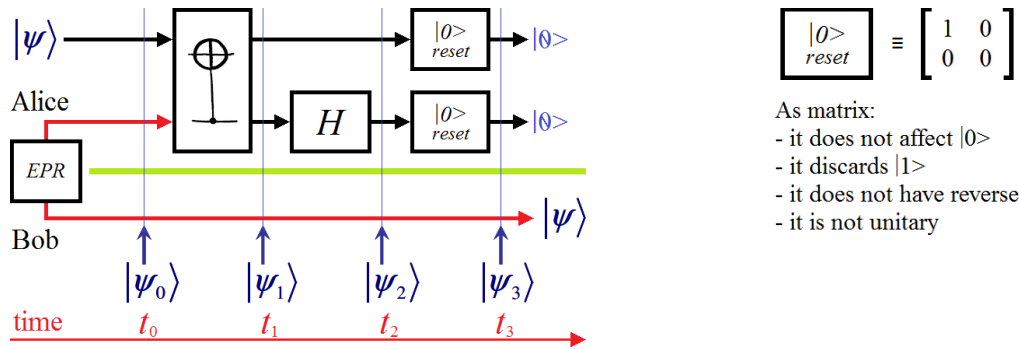 |ψ⟩
|0>
reset
|0>
Alice
H
|0>
reset
|0>
EPR
|ψ⟩
Bob
|ψ₀⟩ |ψ₁⟩ |ψ₂⟩ |ψ₃⟩
time t₀ t₁ t₂ t₃
|0>
reset
≡
1 0
0 0
As matrix:
- it does not affect |0>
- it discards |1>
- it does not have reverse
- it is not unitary